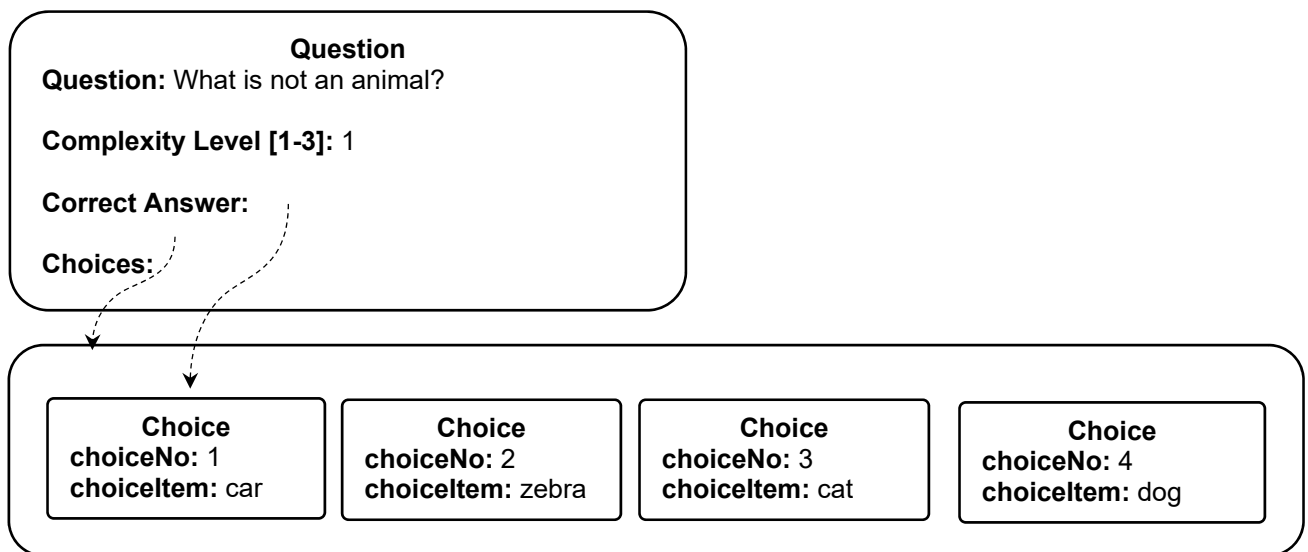 Question
Question: What is not an animal?
Complexity Level [1-3]: 1
Correct Answer:
Choices:
Choice
choiceNo: 1
choiceItem: car
Choice
choiceNo: 2
choiceItem: zebra
Choice
choiceNo: 3
choiceItem: cat
Choice
choiceNo: 4
choiceItem: dog